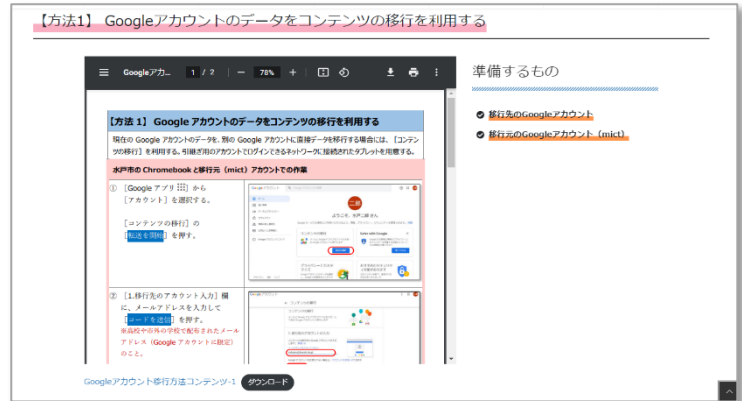 【方法1】 Googleアカウントのデータをコンテンツの移行を利用する
Googleアカ… 1 / 2 | − 78% +
準備するもの
移行先のGoogleアカウント
移行元のGoogleアカウント（mict）
【方法 1】 Google アカウントのデータをコンテンツの移行を利用する
現在の Google アカウントのデータを、別の Google アカウントに直接データを移行する場合には、［コンテン
ツの移行］を利用する。引継ぎ用のアカウントでログインできるネットワークに接続されたタブレットを用意する。
水戸市の Chromebook と移行元（mict）アカウントでの作業
① ［Google アプリ］から
［アカウント］を選択する。
［コンテンツの移行］の
［転送を開始］を押す。
ようこそ、水戸二郎 さん
② ［1.移行先のアカウント入力］欄
に、メールアドレスを入力して
［コードを送信］を押す。
※高校や市外の学校で配布されたメール
アドレス（Google アカウントに限定）
のこと。
Googleアカウント移行方法コンテンツ-1 ダウンロード